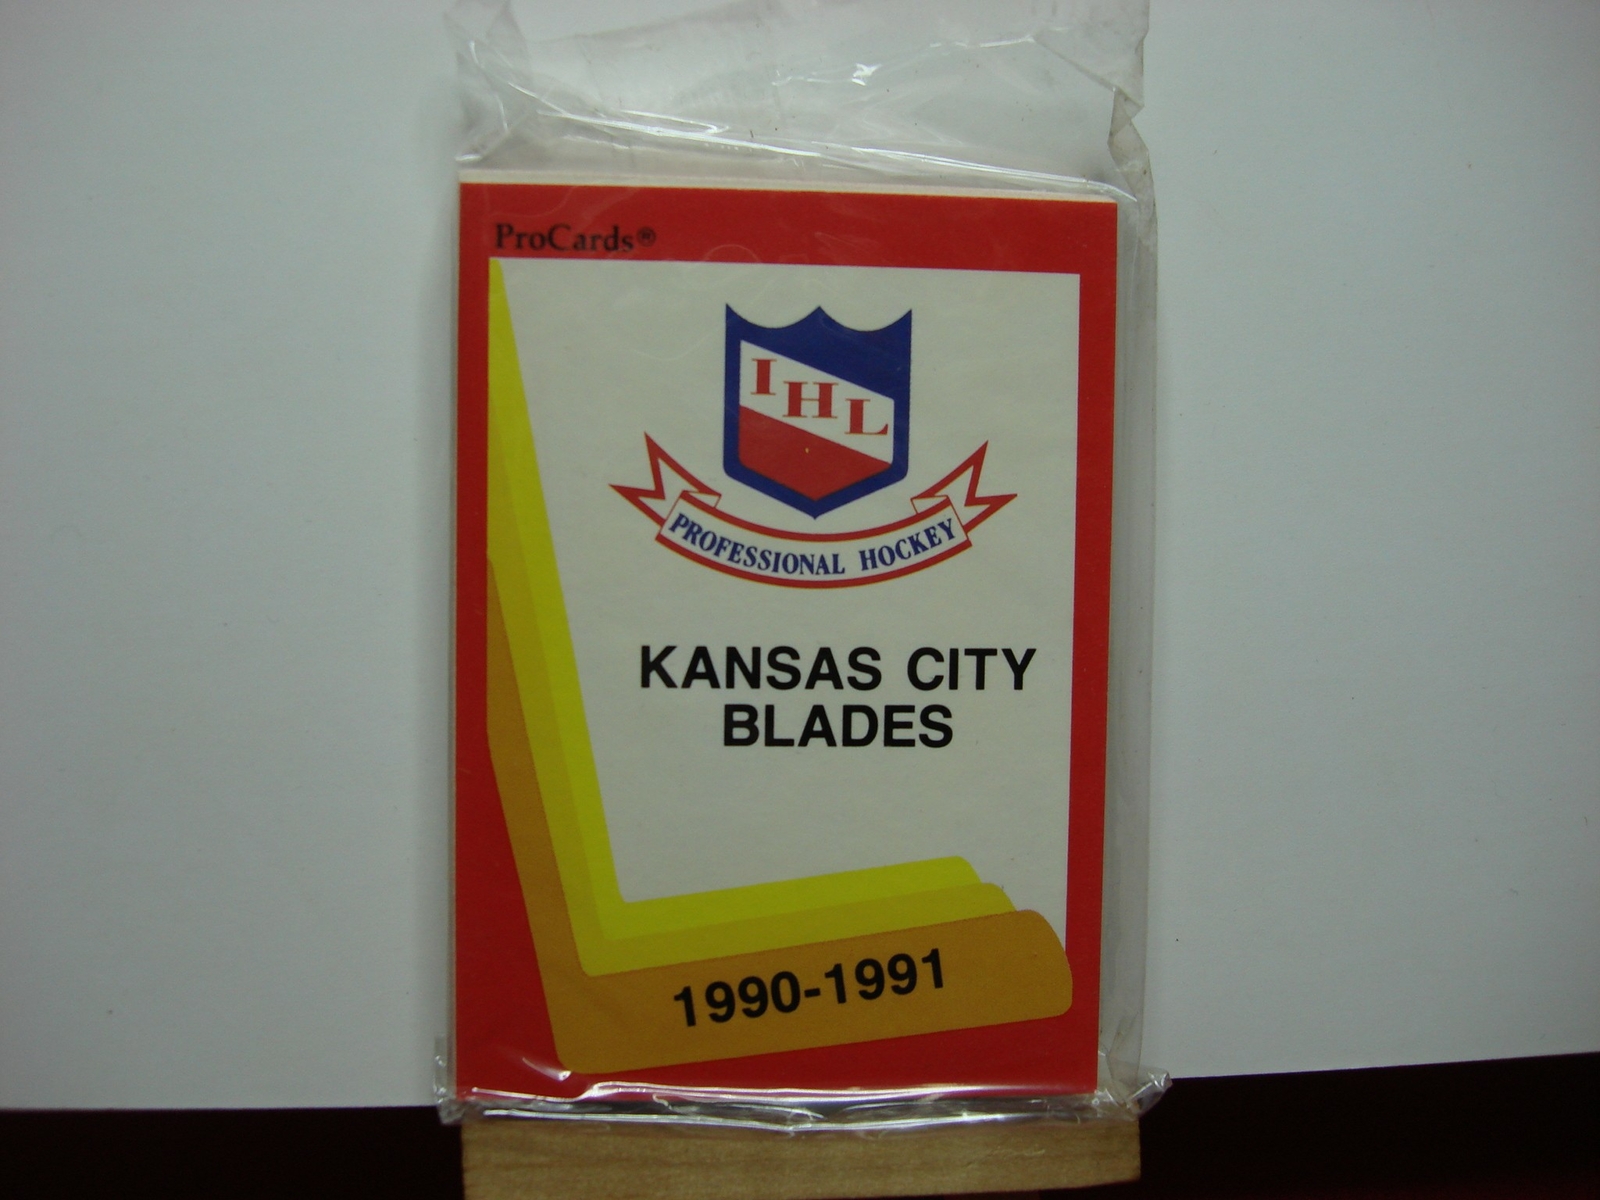 ProCards®
IHL
PROFESSIONAL HOCKEY
KANSAS CITY
BLADES
1990-1991